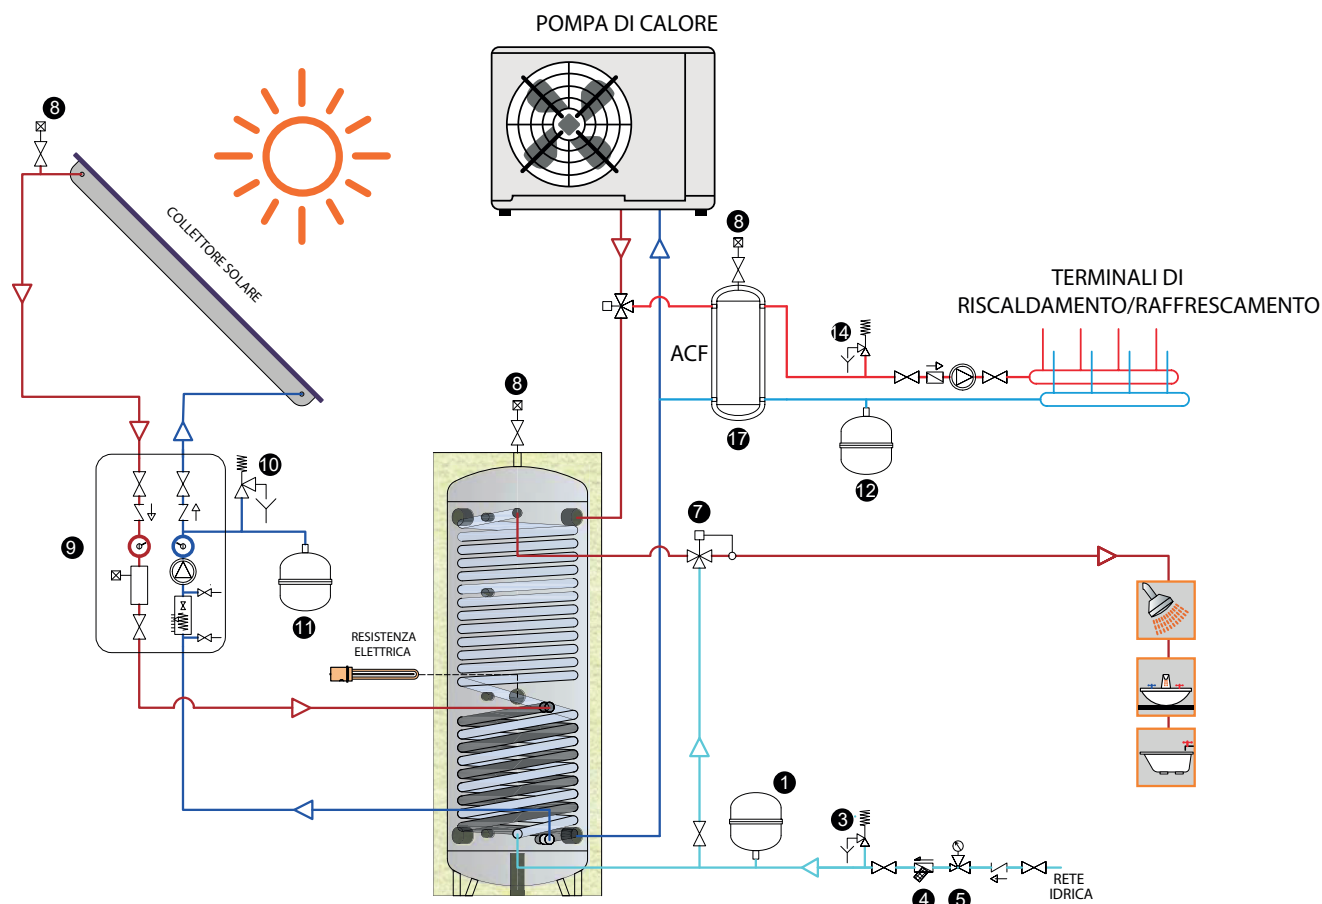 POMPA DI CALORE
8
COLLETTORE SOLARE
8
TERMINALI DI
RISCALDAMENTO/RAFFRESCAMENTO
14
ACF
8
17
12
10
7
9
11
RESISTENZA
ELETTRICA
1
3
RETE
IDRICA
4
5